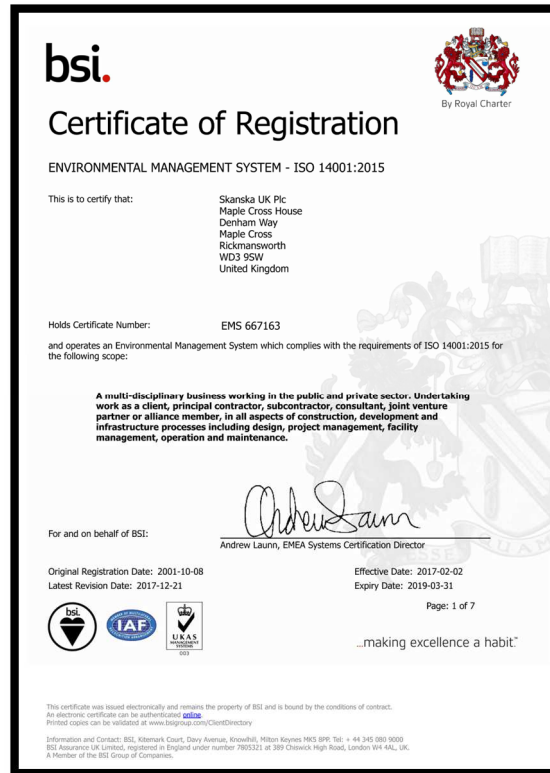 bsi.
By Royal Charter
Certificate of Registration
ENVIRONMENTAL MANAGEMENT SYSTEM - ISO 14001:2015
This is to certify that:
Skanska UK Plc
Maple Cross House
Denham Way
Maple Cross
Rickmansworth
WD3 9SW
United Kingdom
Holds Certificate Number:
EMS 667163
and operates an Environmental Management System which complies with the requirements of ISO 14001:2015 for
the following scope:
A multi-disciplinary business working in the public and private sector. Undertaking
work as a client, principal contractor, subcontractor, consultant, joint venture
partner or alliance member, in all aspects of construction, development and
infrastructure processes including design, project management, facility
management, operation and maintenance.
For and on behalf of BSI:
Andrew Launn
Andrew Launn, EMEA Systems Certification Director
Original Registration Date: 2001-10-08
Effective Date: 2017-02-02
Latest Revision Date: 2017-12-21
Expiry Date: 2019-03-31
Page: 1 of 7
bsi.
IAF
UKAS
MANAGEMENT
SYSTEMS
003
...making excellence a habit.™
This certificate was issued electronically and remains the property of BSI and is bound by the conditions of contract.
An electronic certificate can be authenticated online.
Printed copies can be validated at www.bsigroup.com/ClientDirectory
Information and Contact: BSI, Kitemark Court, Davy Avenue, Knowlhill, Milton Keynes MK5 8PP. Tel: + 44 345 080 9000
BSI Assurance UK Limited, registered in England under number 7805321 at 389 Chiswick High Road, London W4 4AL, UK.
A Member of the BSI Group of Companies.